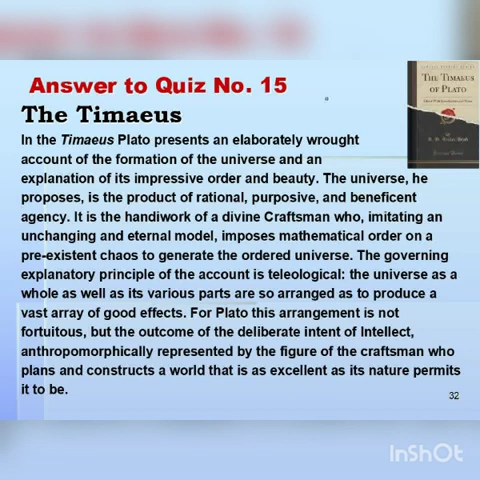 Answer to Quiz No. 15
The Timaeus
In the Timaeus Plato presents an elaborately wrought
account of the formation of the universe and an
explanation of its impressive order and beauty. The universe, he
proposes, is the product of rational, purposive, and beneficent
agency. It is the handiwork of a divine Craftsman who, imitating an
unchanging and eternal model, imposes mathematical order on a
pre-existent chaos to generate the ordered universe. The governing
explanatory principle of the account is teleological: the universe as a
whole as well as its various parts are so arranged as to produce a
vast array of good effects. For Plato this arrangement is not
fortuitous, but the outcome of the deliberate intent of Intellect,
anthropomorphically represented by the figure of the craftsman who
plans and constructs a world that is as excellent as its nature permits
it to be.
32
THE TIMAEUS
OF PLATO
InShOt